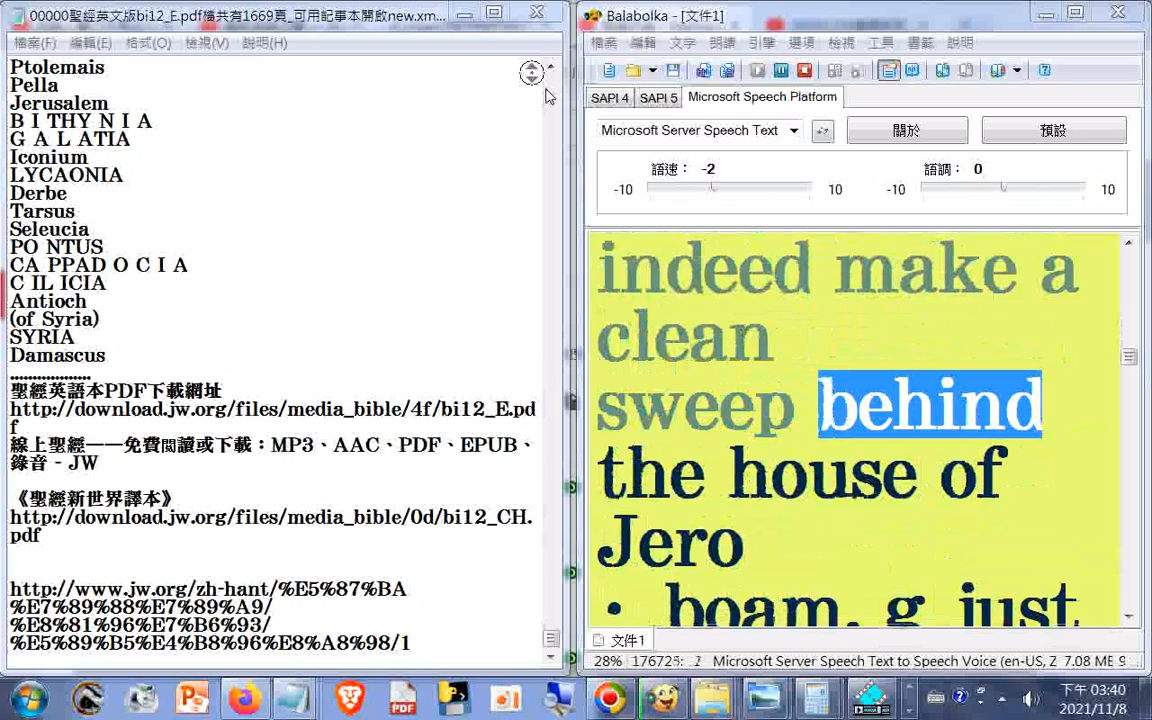 00000聖經英文版bi12_E.pdf檔共有1669頁_可用記事本開啟new.xm...
檔案(F) 編輯(E) 格式(O) 檢視(V) 說明(H)
Ptolemais
Pella
Jerusalem
B I THY N I A
G A L ATIA
Iconium
LYCAONIA
Derbe
Tarsus
Seleucia
PO NTUS
CA PPAD O C I A
C IL ICIA
Antioch
(of Syria)
SYRIA
Damascus
..................
聖經英語本PDF下載網址
http://download.jw.org/files/media_bible/4f/bi12_E.pd
f
線上聖經——免費閱讀或下載：MP3、AAC、PDF、EPUB、
錄音 - JW
《聖經新世界譯本》
http://download.jw.org/files/media_bible/0d/bi12_CH.
pdf
http://www.jw.org/zh-hant/%E5%87%BA
%E7%89%88%E7%89%A9/
%E8%81%96%E7%B6%93/
%E5%89%B5%E4%B8%96%E8%A8%98/1
Balabolka - [文件1]
檔案 編輯 文字 朗讀 引擎 選項 檢視 工具 書籤 說明
SAPI 4 SAPI 5 Microsoft Speech Platform
Microsoft Server Speech Text 關於 預設
語速： -2 語調： 0
-10 10 -10 10
indeed make a
clean
sweep behind
the house of
Jero
• boam, g just
文件1
28% Microsoft Server Speech Text to Speech Voice (en-US, Z 7.08 MB 9
PDF
下午 03:40
2021/11/8